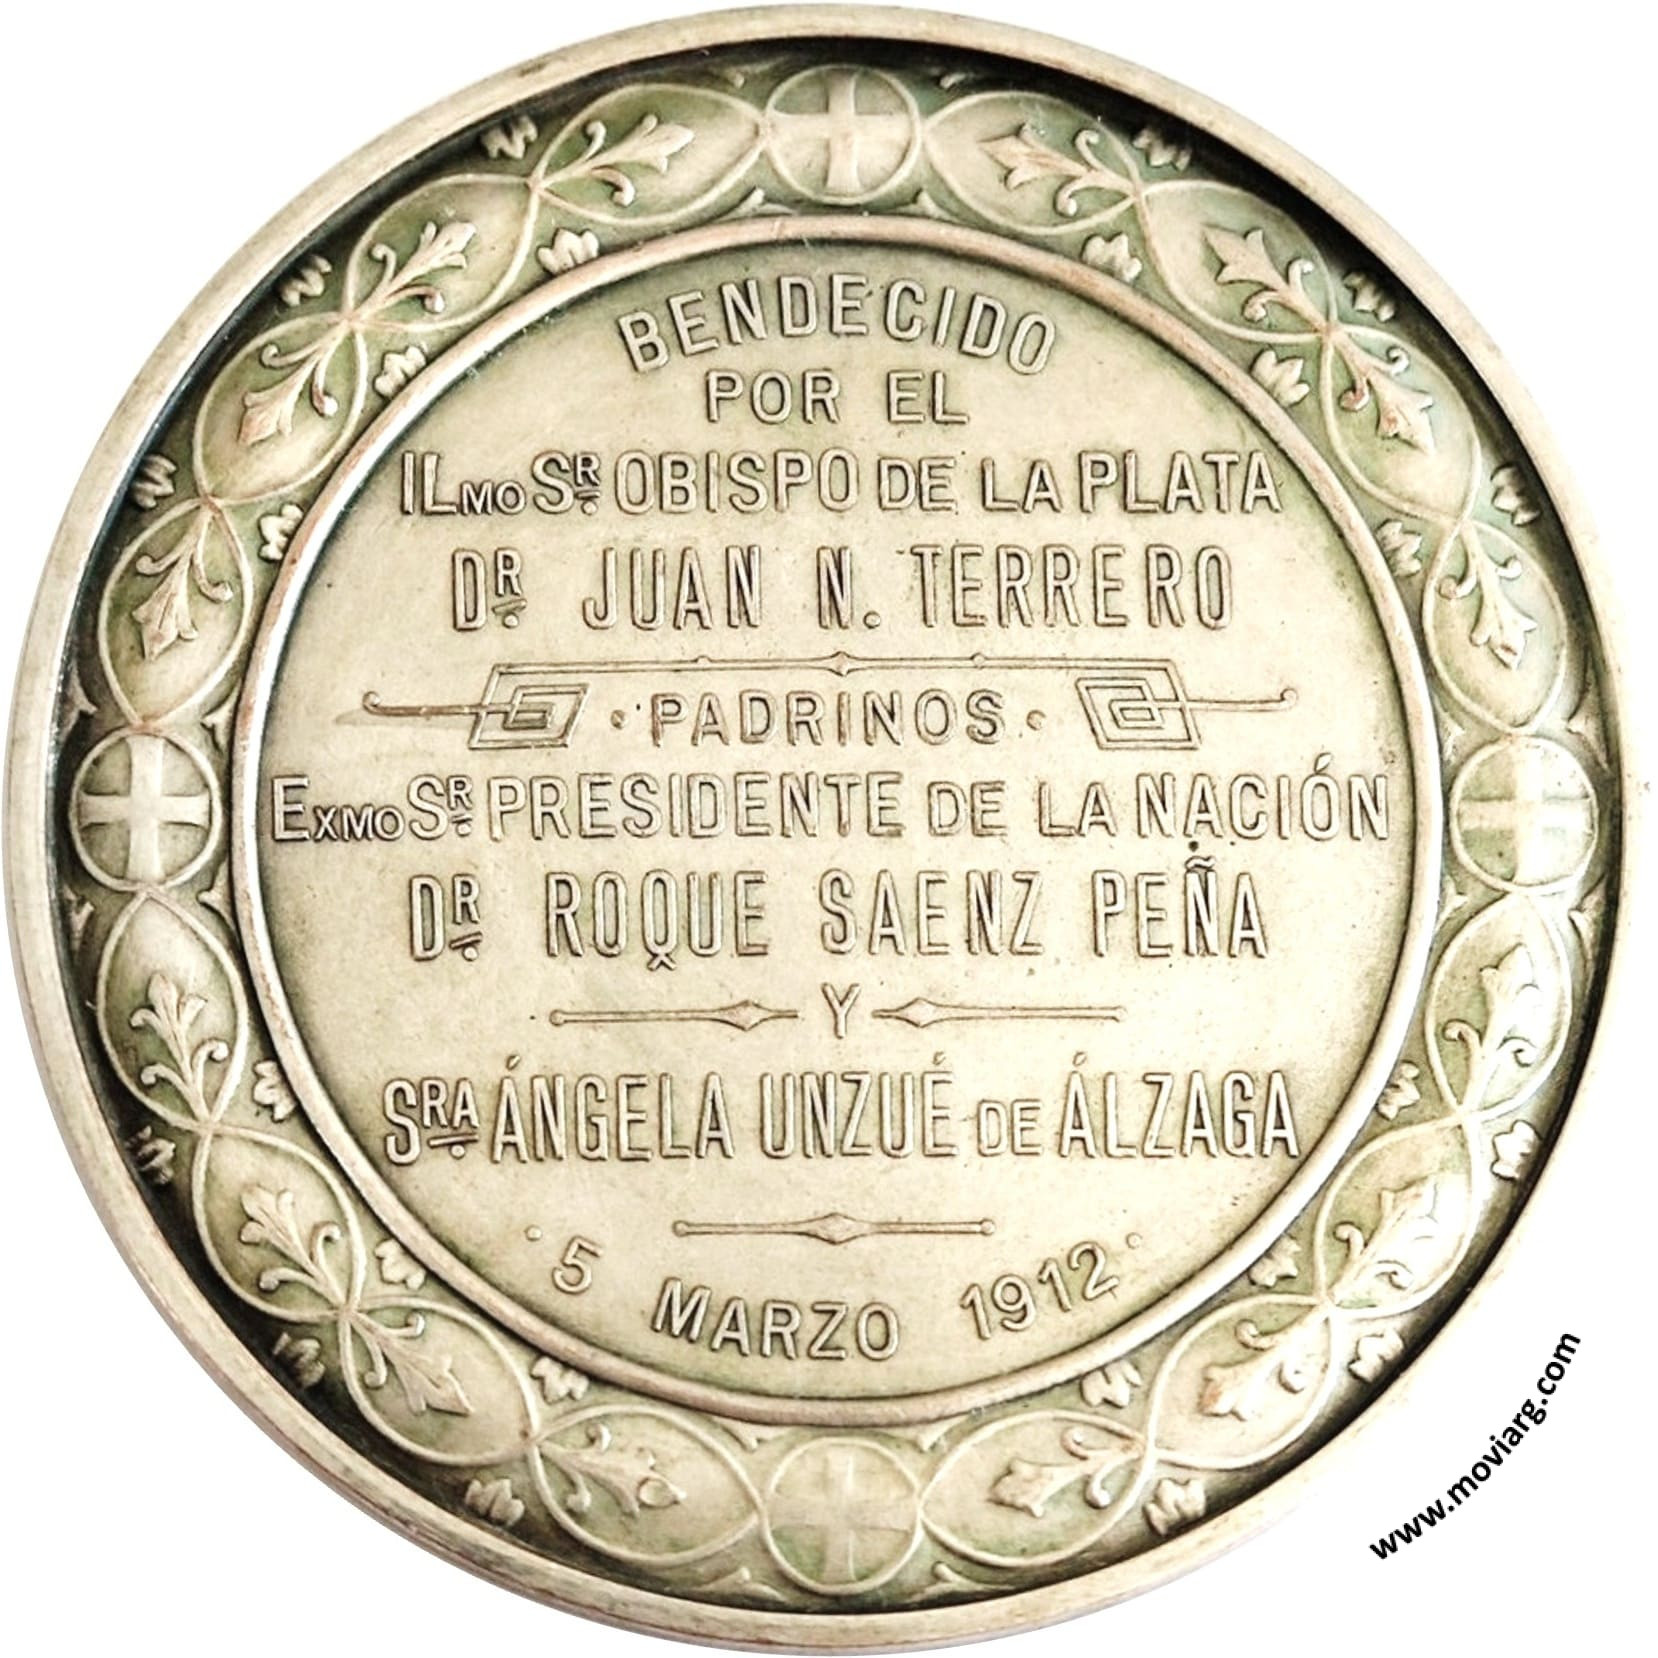 BENDECIDO
POR EL
ILMO SR. OBISPO DE LA PLATA
DR. JUAN N. TERRERO
· PADRINOS ·
EXMO SR. PRESIDENTE DE LA NACIÓN
DR. ROQUE SAENZ PEÑA
Y
SRA. ÁNGELA UNZUÉ DE ÁLZAGA
· 5 MARZO 1912 ·
www.moviarg.com